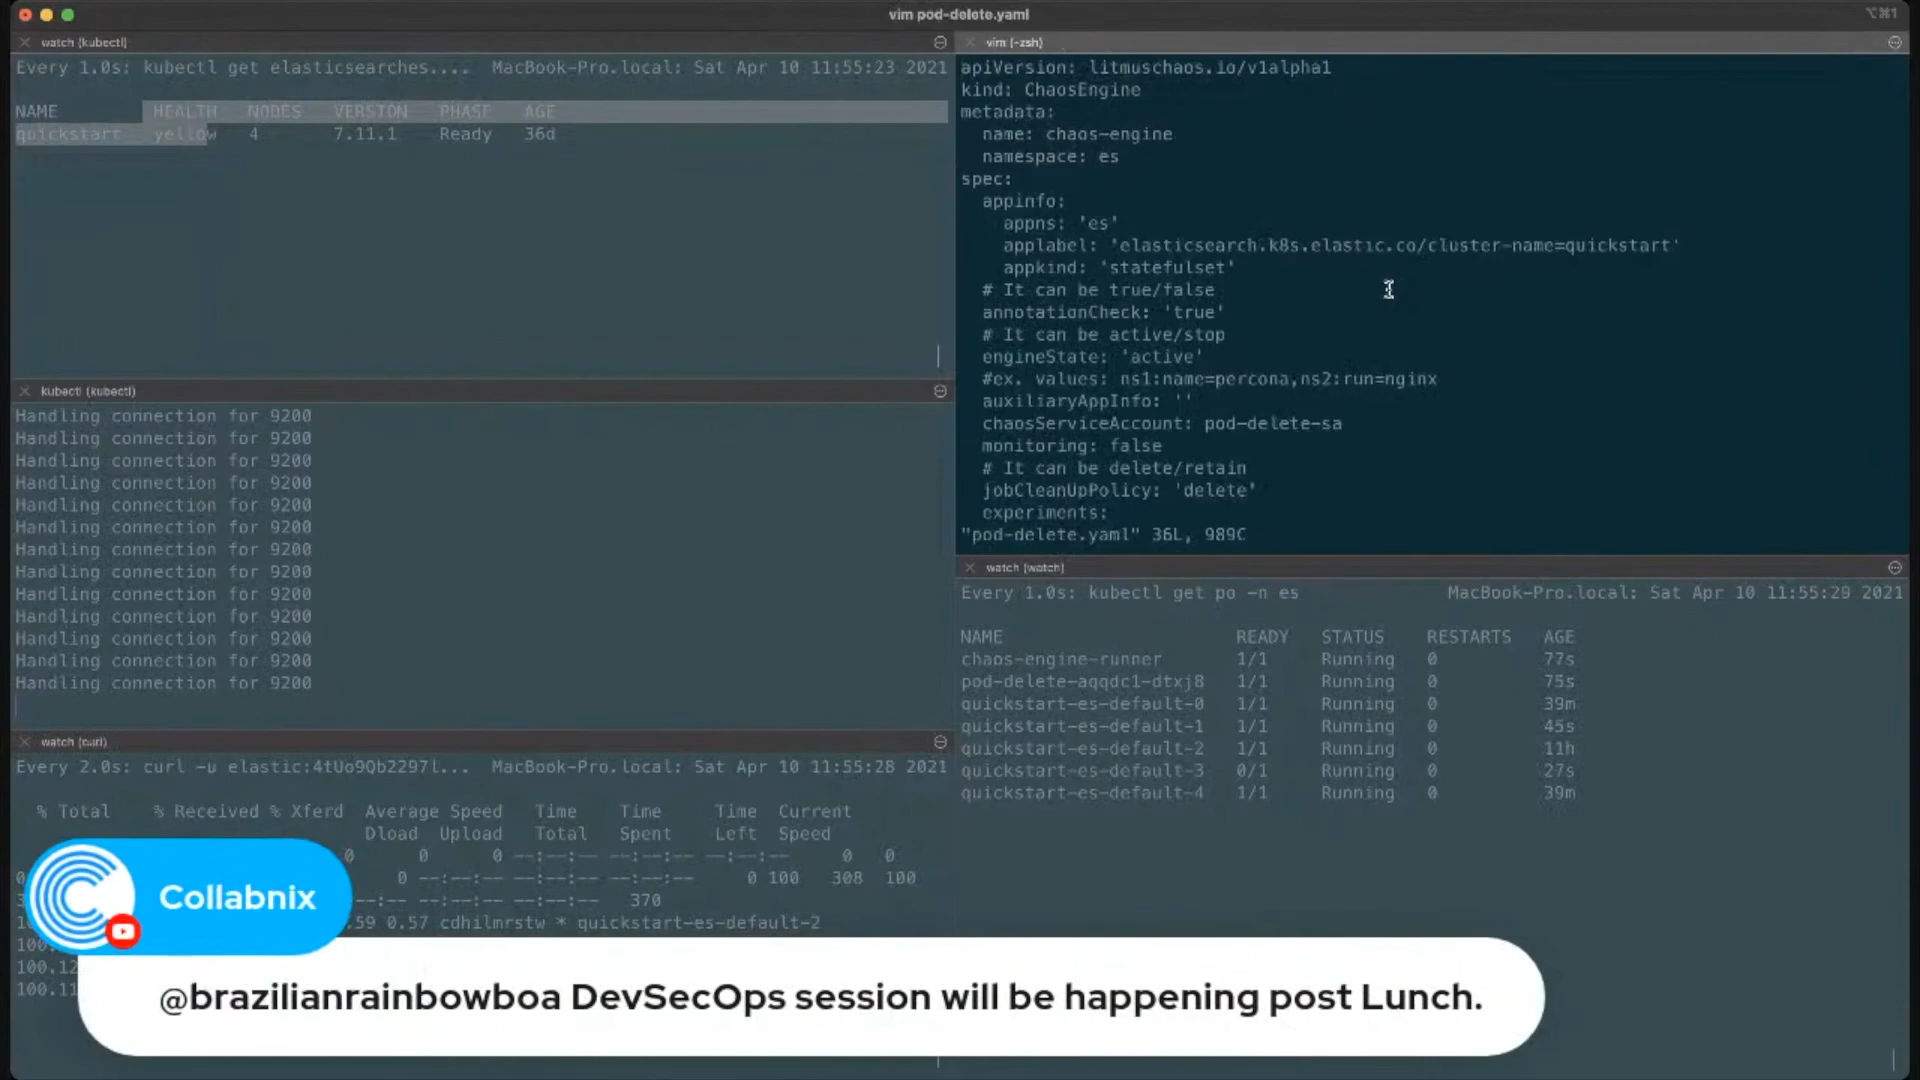 vim pod-delete.yaml
⌥⌘1
watch (kubectl)
Every 1.0s: kubectl get elasticsearches.... MacBook-Pro.local: Sat Apr 10 11:55:23 2021
NAME HEALTH NODES VERSION PHASE AGE
quickstart yellow 4 7.11.1 Ready 36d
kubectl (kubectl)
Handling connection for 9200
Handling connection for 9200
Handling connection for 9200
Handling connection for 9200
Handling connection for 9200
Handling connection for 9200
Handling connection for 9200
Handling connection for 9200
Handling connection for 9200
Handling connection for 9200
Handling connection for 9200
Handling connection for 9200
Handling connection for 9200
watch (curl)
Every 2.0s: curl -u elastic:4tUo9Qb2297l... MacBook-Pro.local: Sat Apr 10 11:55:28 2021
% Total % Received % Xferd Average Speed Time Time Time Current
Dload Upload Total Spent Left Speed
0 0 0 --:--:-- --:--:-- --:--:-- 0 0
0 --:--:-- --:--:-- --:--:-- 0 100 308 100
--:-- --:--:-- --:--:-- 370
.59 0.57 cdhilmrstw * quickstart-es-default-2
100.
100.12
100.11
vim (-zsh)
apiVersion: litmuschaos.io/v1alpha1
kind: ChaosEngine
metadata:
name: chaos-engine
namespace: es
spec:
appinfo:
appns: 'es'
applabel: 'elasticsearch.k8s.elastic.co/cluster-name=quickstart'
appkind: 'statefulset'
# It can be true/false
annotationCheck: 'true'
# It can be active/stop
engineState: 'active'
#ex. values: ns1:name=percona,ns2:run=nginx
auxiliaryAppInfo: ''
chaosServiceAccount: pod-delete-sa
monitoring: false
# It can be delete/retain
jobCleanUpPolicy: 'delete'
experiments:
"pod-delete.yaml" 36L, 989C
watch (watch)
Every 1.0s: kubectl get po -n es MacBook-Pro.local: Sat Apr 10 11:55:29 2021
NAME READY STATUS RESTARTS AGE
chaos-engine-runner 1/1 Running 0 77s
pod-delete-aqqdc1-dtxj8 1/1 Running 0 75s
quickstart-es-default-0 1/1 Running 0 39m
quickstart-es-default-1 1/1 Running 0 45s
quickstart-es-default-2 1/1 Running 0 11h
quickstart-es-default-3 0/1 Running 0 27s
quickstart-es-default-4 1/1 Running 0 39m
Collabnix
@brazilianrainbowboa DevSecOps session will be happening post Lunch.